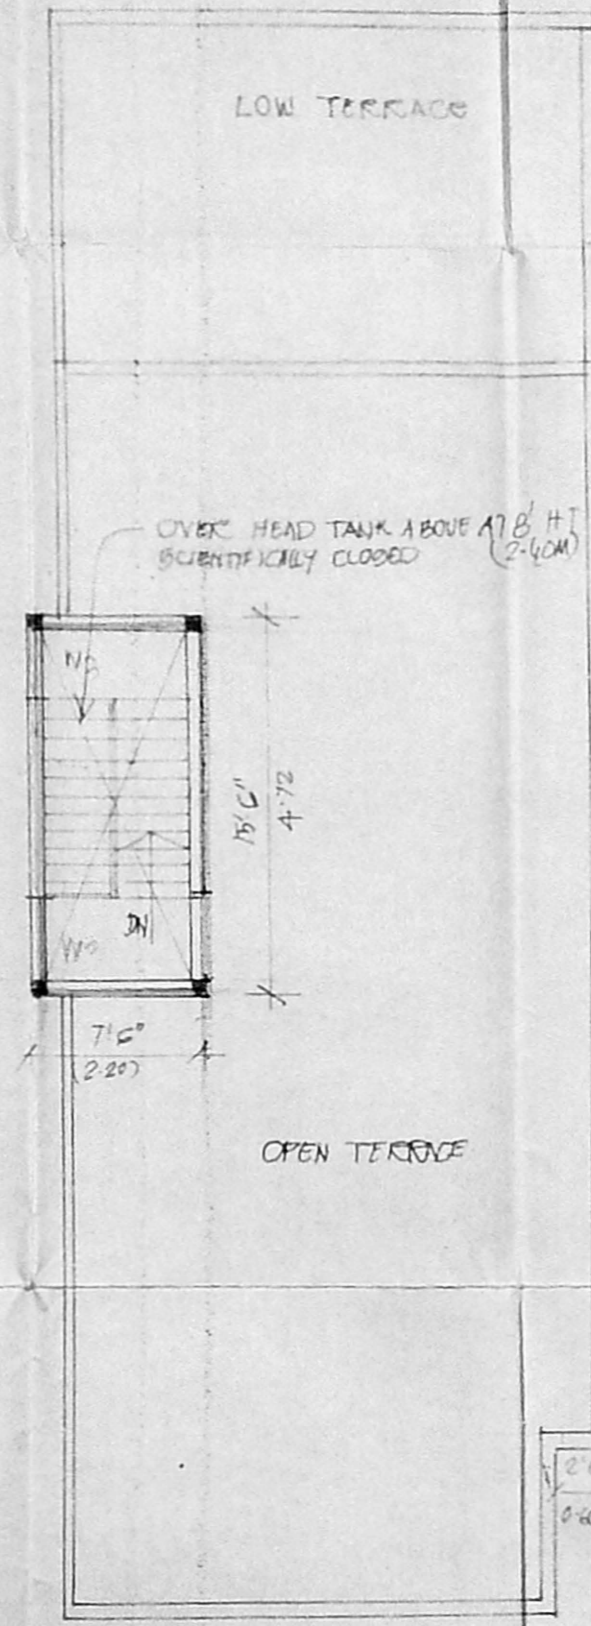 LOW TERRACE
OVER HEAD TANK ABOVE AT 8' HT
SCIENTIFICALLY CLOSED (2.40M)
15'6"
4.72
DN
7'6"
(2.20)
OPEN TERRACE